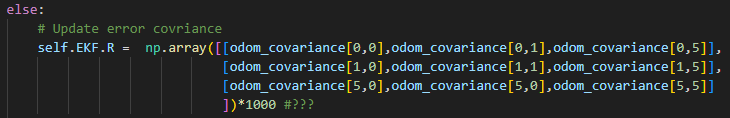 else:
# Update error covriance
self.EKF.R =  np.array([[odom_covariance[0,0],odom_covariance[0,1],odom_covariance[0,5]],
[odom_covariance[1,0],odom_covariance[1,1],odom_covariance[1,5]],
[odom_covariance[5,0],odom_covariance[5,0],odom_covariance[5,5]]
])*1000 #???